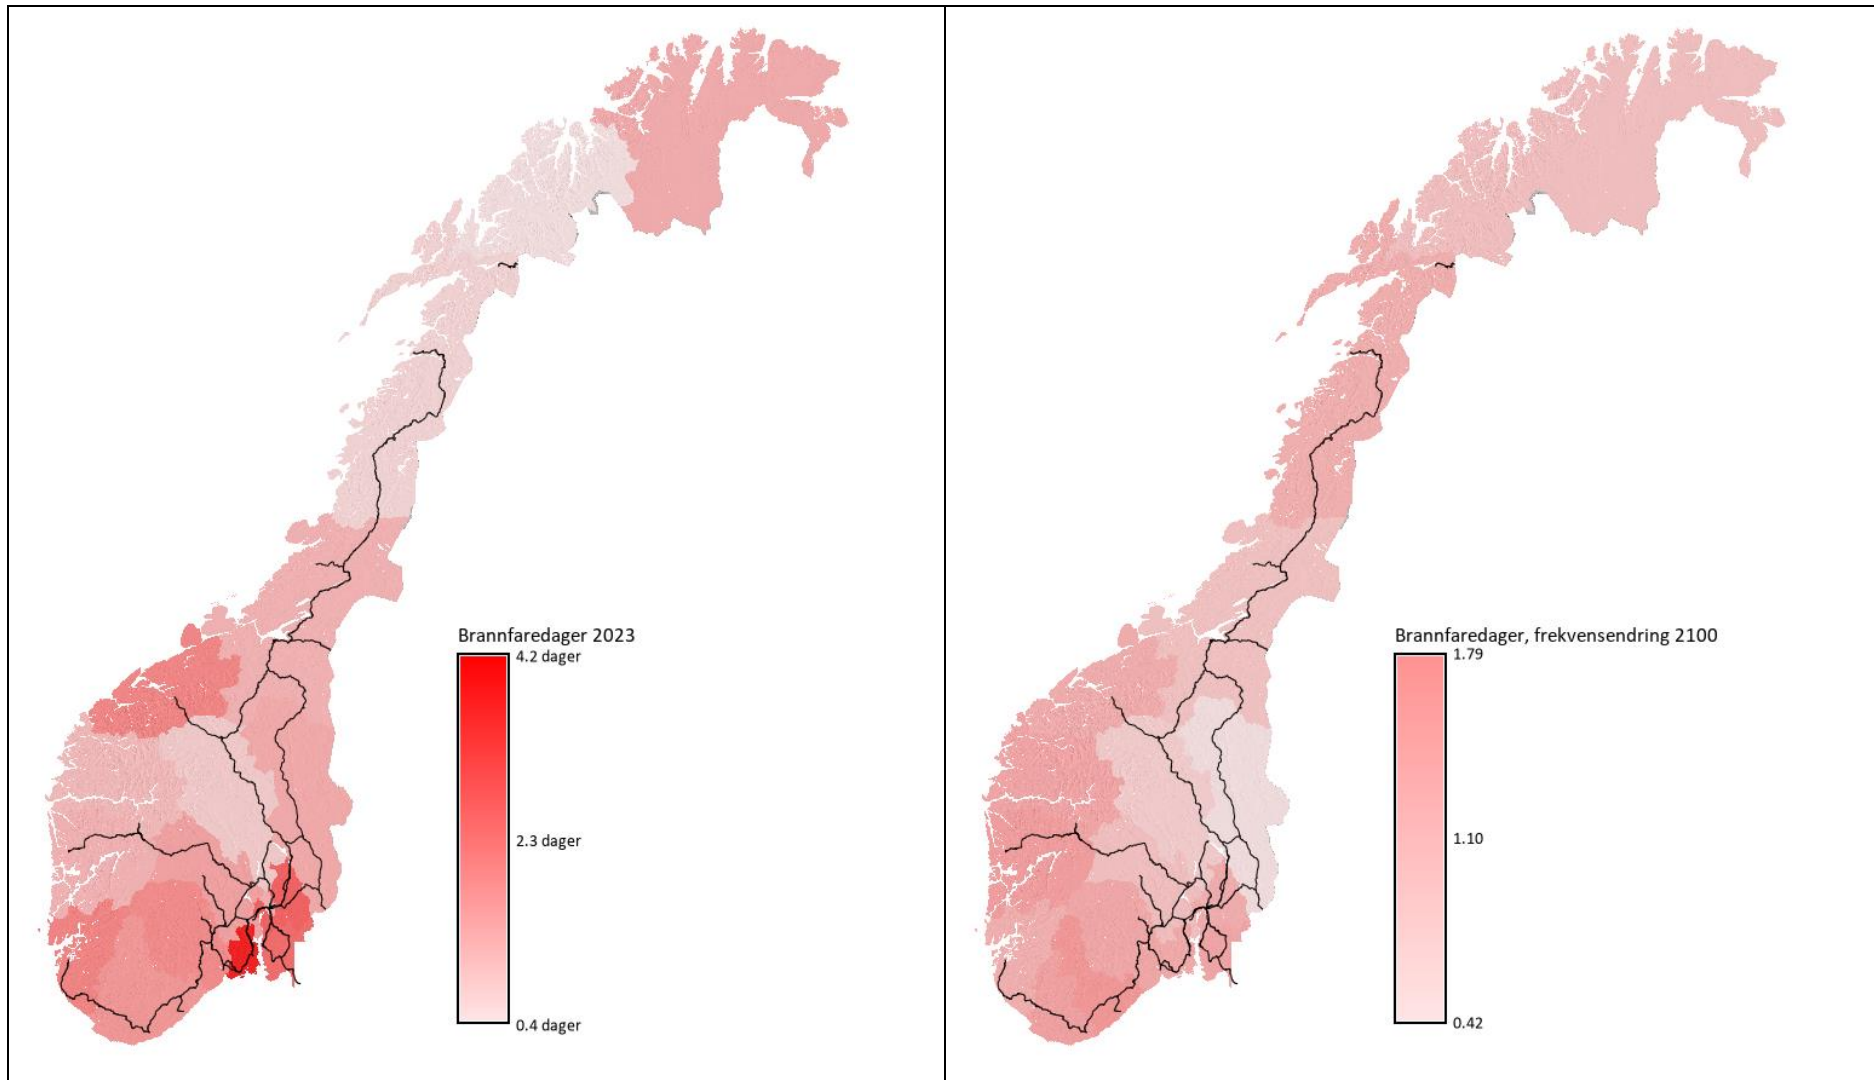 Brannfaredager 2023
4.2 dager
2.3 dager
0.4 dager
Brannfaredager, frekvensendring 2100
1.79
1.10
0.42